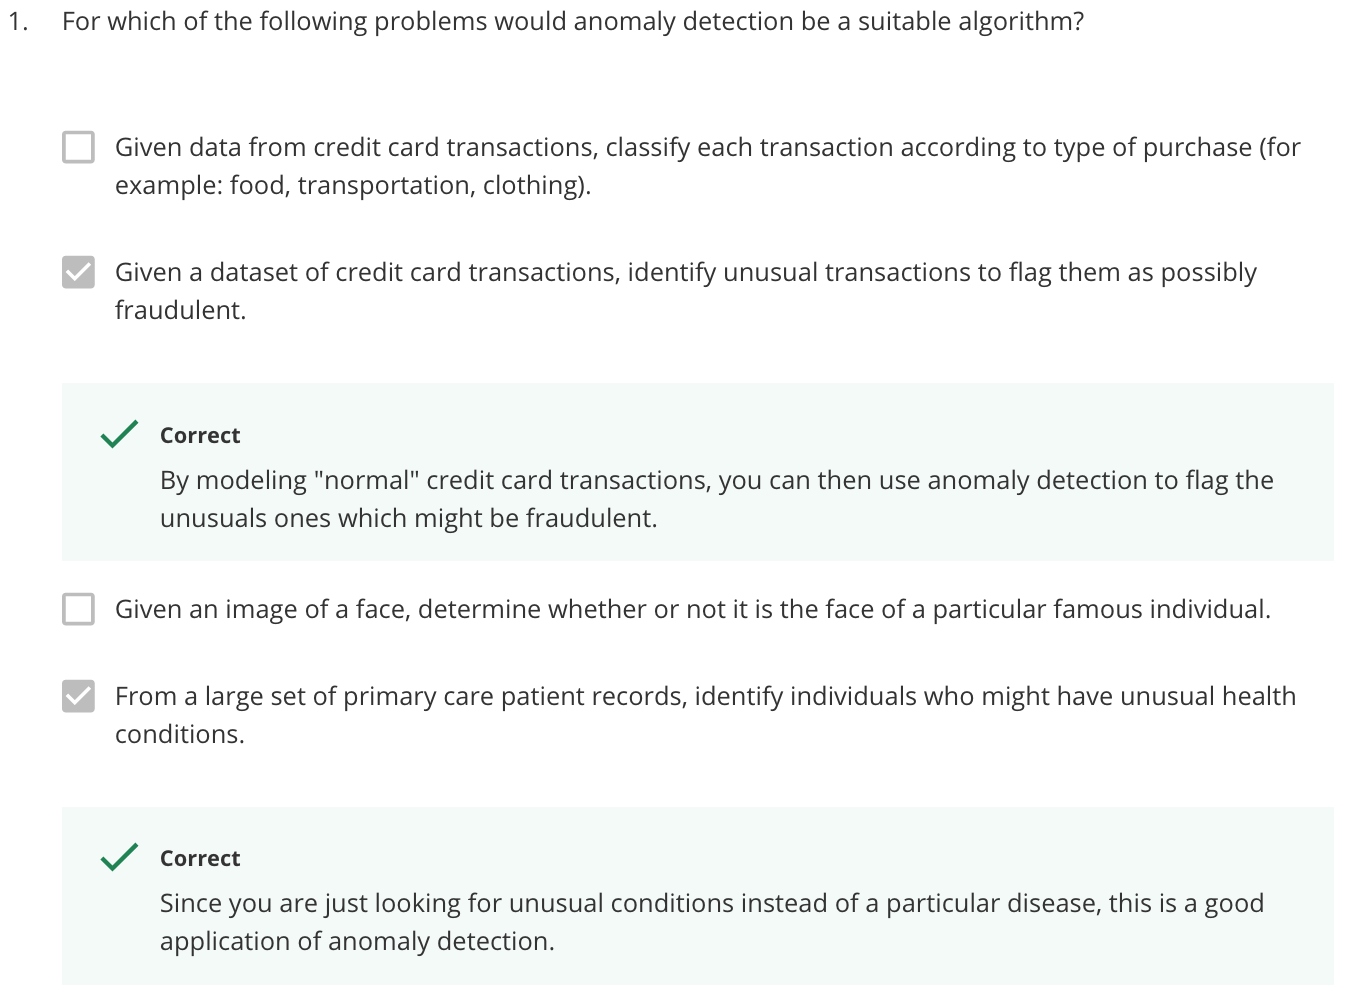 1. For which of the following problems would anomaly detection be a suitable algorithm?
Given data from credit card transactions, classify each transaction according to type of purchase (for
example: food, transportation, clothing).
Given a dataset of credit card transactions, identify unusual transactions to flag them as possibly
fraudulent.
Correct
By modeling "normal" credit card transactions, you can then use anomaly detection to flag the
unusuals ones which might be fraudulent.
Given an image of a face, determine whether or not it is the face of a particular famous individual.
From a large set of primary care patient records, identify individuals who might have unusual health
conditions.
Correct
Since you are just looking for unusual conditions instead of a particular disease, this is a good
application of anomaly detection.